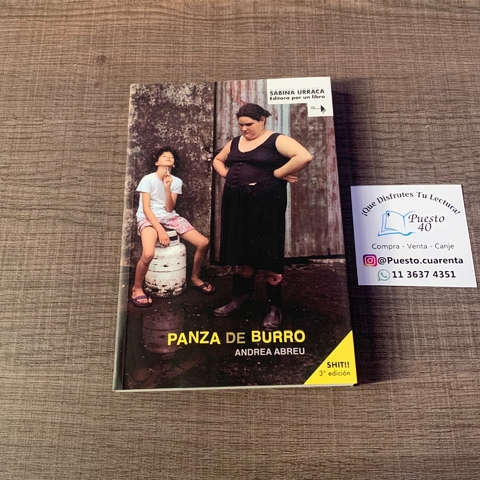 SABINA URRACA
Editora por un libro
PANZA DE BURRO
ANDREA ABREU
SHIT!!
3ª edición
¡Que Disfrutes Tu Lectura!
Puesto
40
Compra - Venta - Canje
@Puesto.cuarenta
11 3637 4351